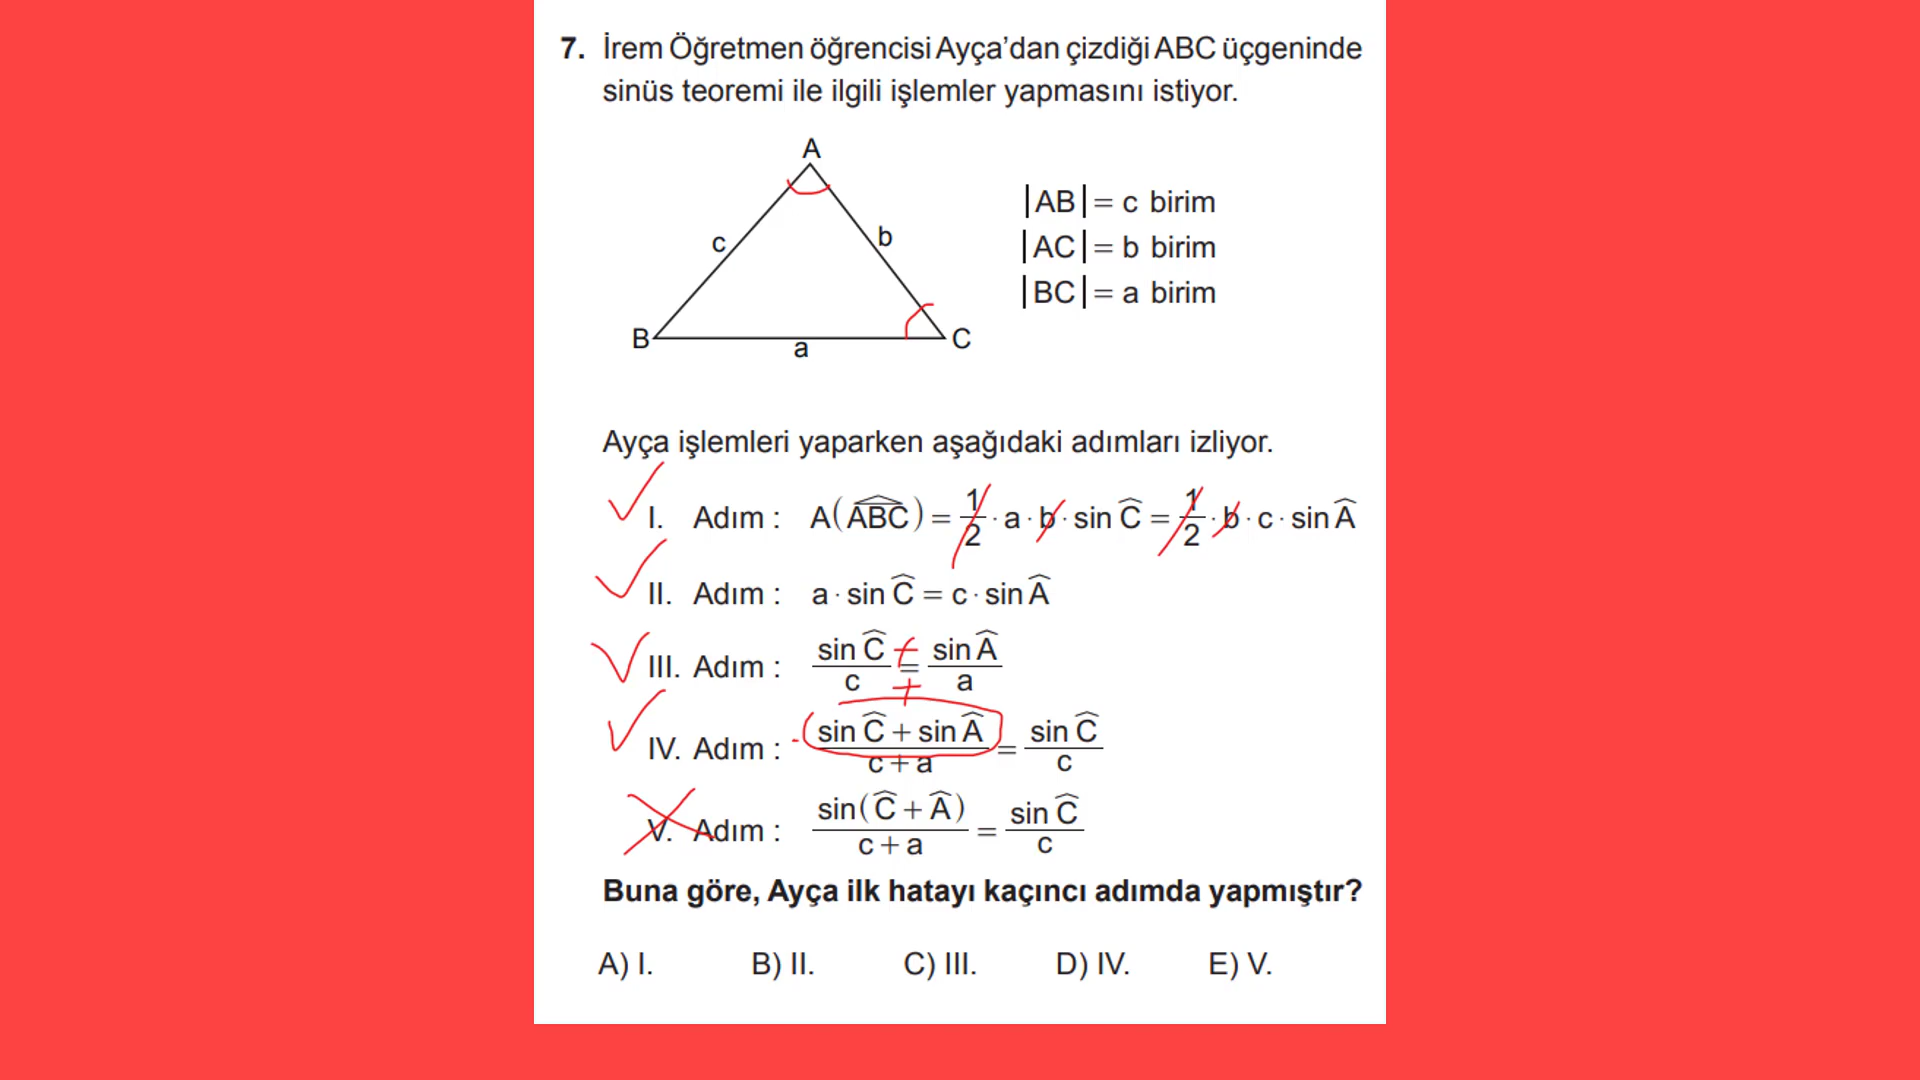 7. İrem Öğretmen öğrencisi Ayça'dan çizdiği ABC üçgeninde
sinüs teoremi ile ilgili işlemler yapmasını istiyor.
A
c
b
B
a
C
|AB| = c birim
|AC| = b birim
|BC| = a birim
Ayça işlemleri yaparken aşağıdaki adımları izliyor.
I. Adım : A(ABC) = 1/2 · a · b · sin Ĉ = 1/2 · b · c · sin Â
II. Adım : a · sin Ĉ = c · sin Â
III. Adım : sin Ĉ / c = sin  / a
IV. Adım : (sin Ĉ + sin Â) / (c + a) = sin Ĉ / c
V. Adım : sin(Ĉ + Â) / (c + a) = sin Ĉ / c
Buna göre, Ayça ilk hatayı kaçıncı adımda yapmıştır?
A) I. B) II. C) III. D) IV. E) V.